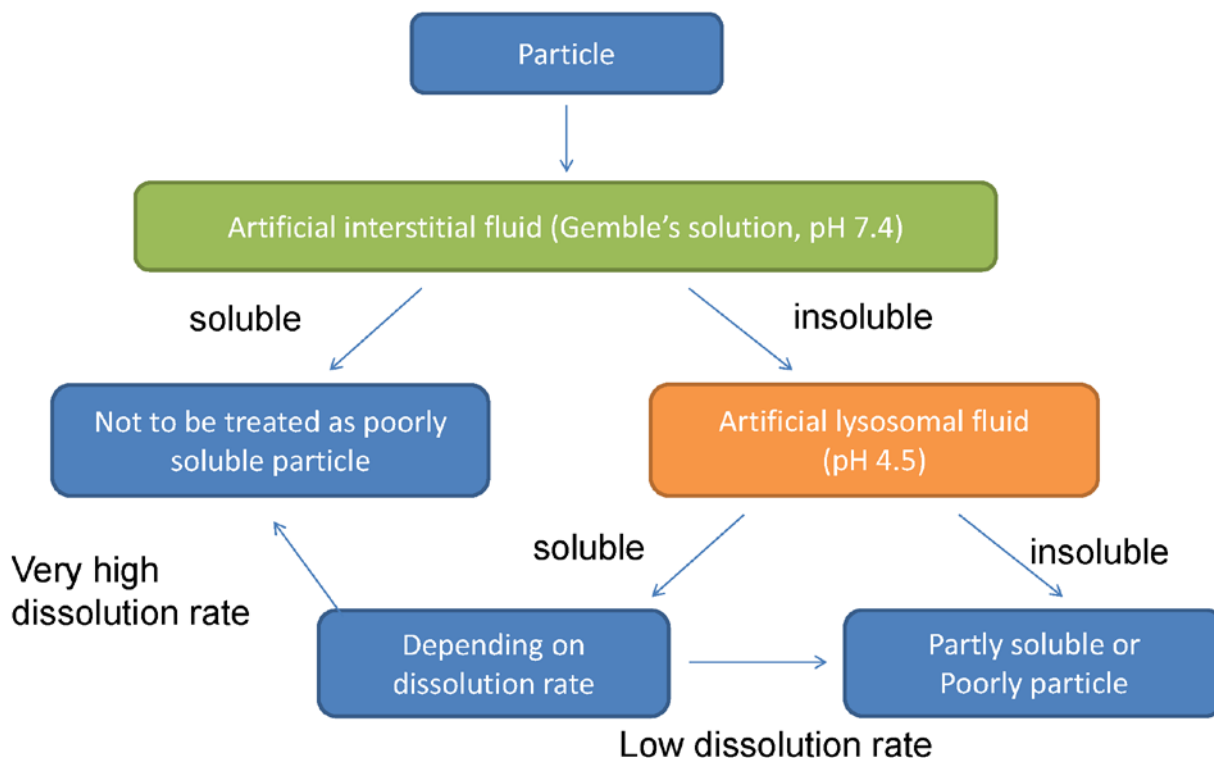 Particle
Artificial interstitial fluid (Gemble’s solution, pH 7.4)
soluble
insoluble
Not to be treated as poorly
soluble particle
Artificial lysosomal fluid
(pH 4.5)
soluble
insoluble
Very high
dissolution rate
Depending on
dissolution rate
Partly soluble or
Poorly particle
Low dissolution rate